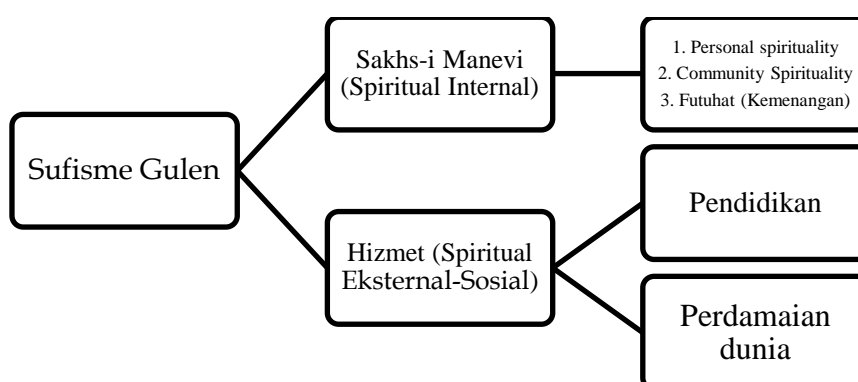 Sufisme Gulen
Sakhs-i Manevi
(Spiritual Internal)
1. Personal spirituality
2. Community Spirituality
3. Futuhat (Kemenangan)
Hizmet (Spiritual
Eksternal-Sosial)
Pendidikan
Perdamaian
dunia